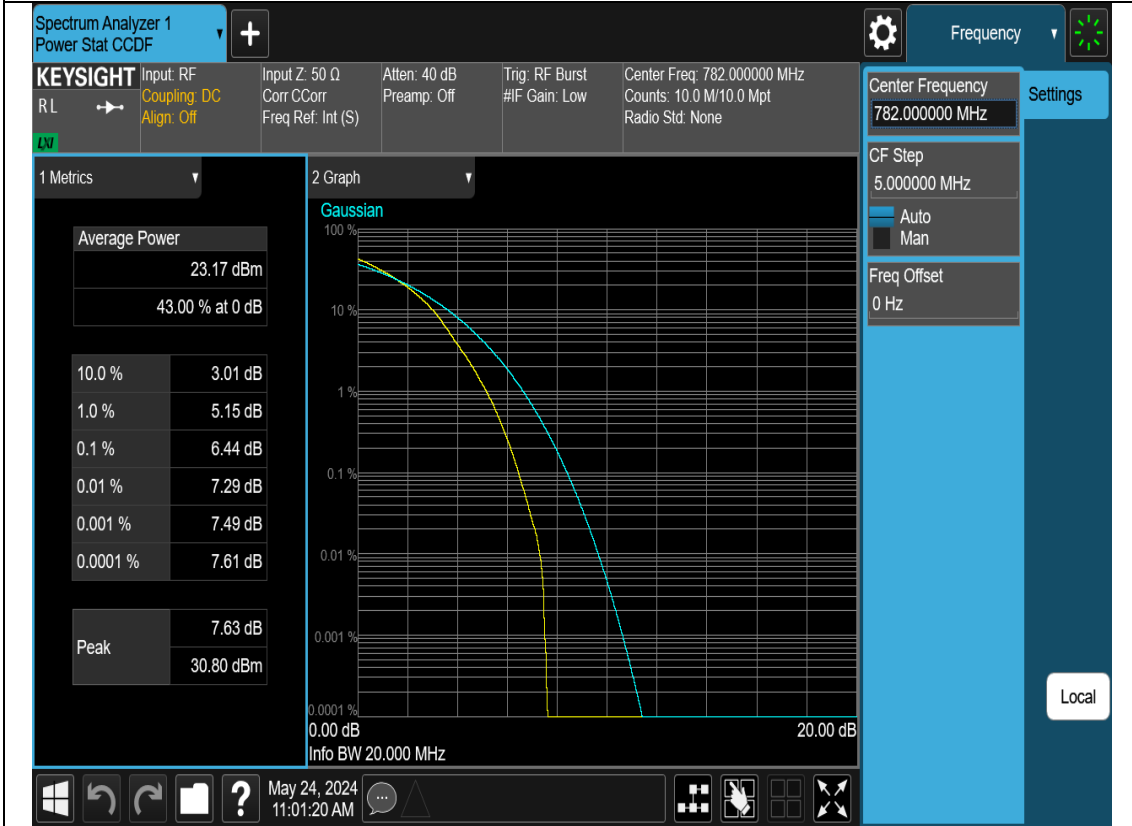 Spectrum Analyzer 1
Power Stat CCDF
▼
+
Frequency
▼
KEYSIGHT
RL
LXI
Input: RF
Coupling: DC
Align: Off
Input Z: 50 Ω
Corr CCorr
Freq Ref: Int (S)
Atten: 40 dB
Preamp: Off
Trig: RF Burst
#IF Gain: Low
Center Freq: 782.000000 MHz
Counts: 10.0 M/10.0 Mpt
Radio Std: None
Center Frequency
782.000000 MHz
Settings
CF Step
5.000000 MHz
Auto
Man
Freq Offset
0 Hz
Local
1 Metrics
▼
Average Power
23.17 dBm
43.00 % at 0 dB
10.0 % 3.01 dB
1.0 % 5.15 dB
0.1 % 6.44 dB
0.01 % 7.29 dB
0.001 % 7.49 dB
0.0001 % 7.61 dB
Peak
7.63 dB
30.80 dBm
2 Graph
▼
Gaussian
100 %
10 %
1 %
0.1 %
0.01 %
0.001 %
0.0001 %
0.00 dB 20.00 dB
Info BW 20.000 MHz
?
May 24, 2024
11:01:20 AM